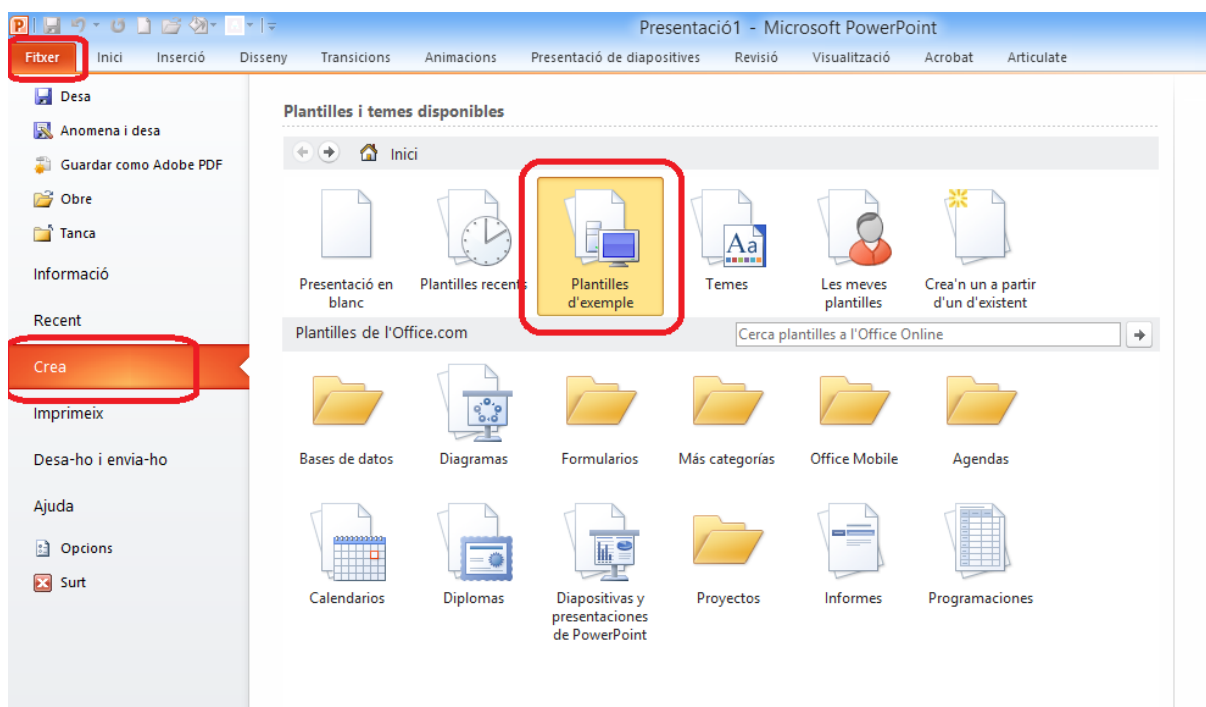 Presentació1 - Microsoft PowerPoint
Fitxer Inici Inserció Disseny Transicions Animacions Presentació de diapositives Revisió Visualització Acrobat Articulate
Desa
Anomena i desa
Guardar como Adobe PDF
Obre
Tanca
Informació
Recent
Crea
Imprimeix
Desa-ho i envia-ho
Ajuda
Opcions
Surt
Plantilles i temes disponibles
Inici
Presentació en
blanc
Plantilles recents
Plantilles
d'exemple
Aa
Temes
Les meves
plantilles
Crea'n un a partir
d'un d'existent
Plantilles de l'Office.com
Cerca plantilles a l'Office Online
Bases de datos
Diagramas
Formularios
Más categorías
Office Mobile
Agendas
Calendarios
Diplomas
Diapositivas y
presentaciones
de PowerPoint
Proyectos
Informes
Programaciones